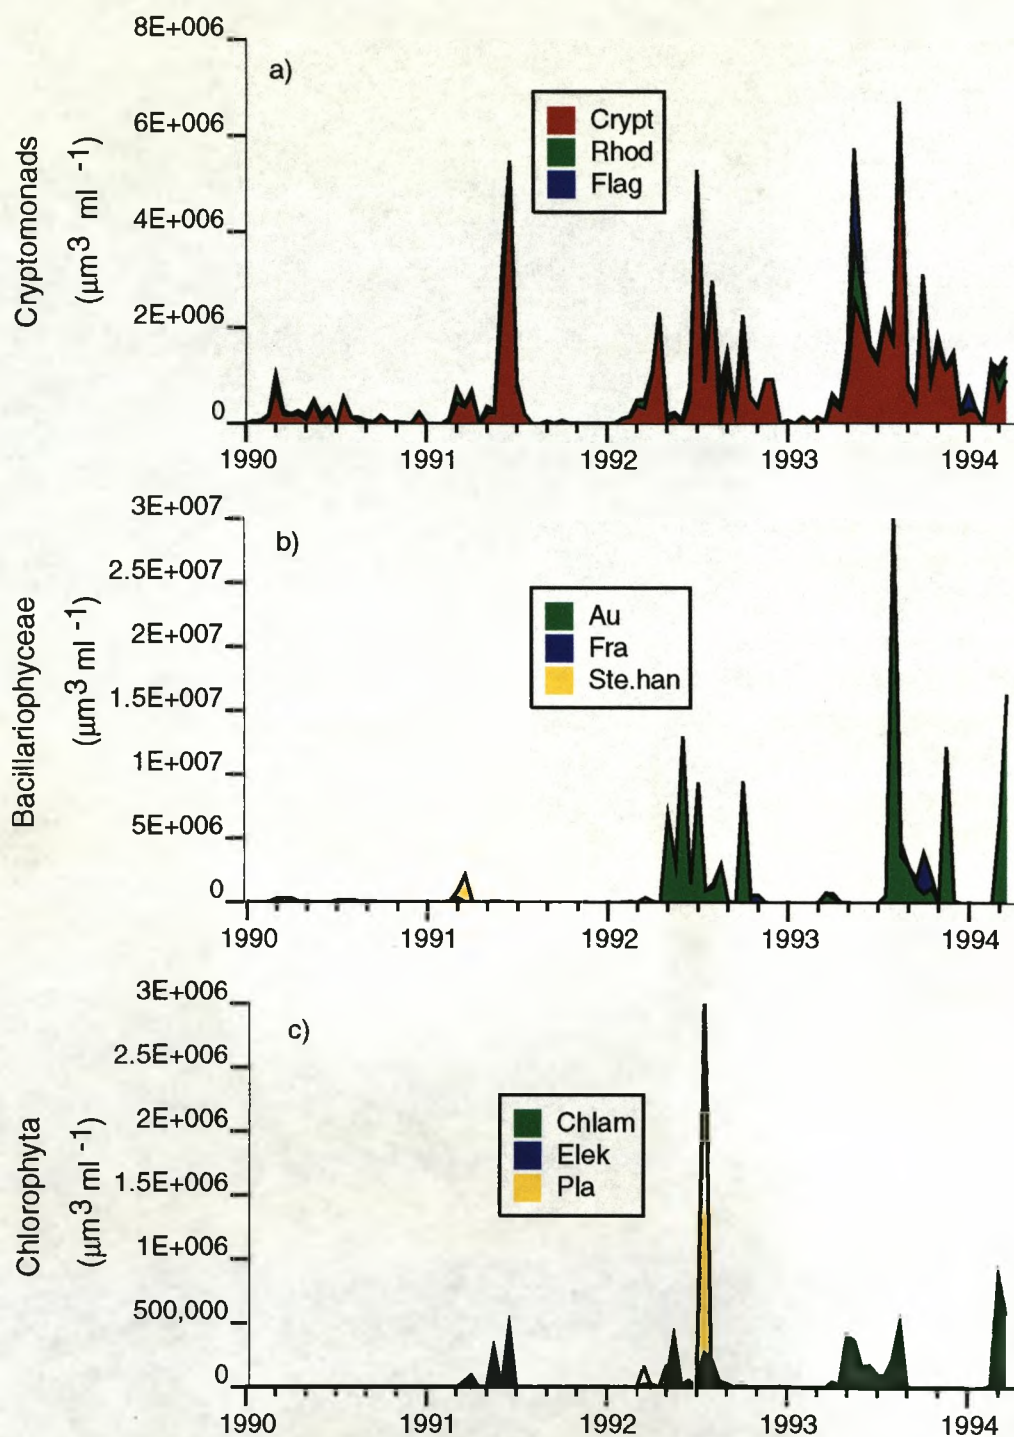 8E+006
a)
6E+006
4E+006
2E+006
0
Cryptomonads
(µm3 ml -1)
Crypt
Rhod
Flag
1990 1991 1992 1993 1994
3E+007
b)
2.5E+007
2E+007
1.5E+007
1E+007
5E+006
0
Bacillariophyceae
(µm3 ml -1)
Au
Fra
Ste.han
1990 1991 1992 1993 1994
3E+006
c)
2.5E+006
2E+006
1.5E+006
1E+006
500,000
0
Chlorophyta
(µm3 ml -1)
Chlam
Elek
Pla
1990 1991 1992 1993 1994